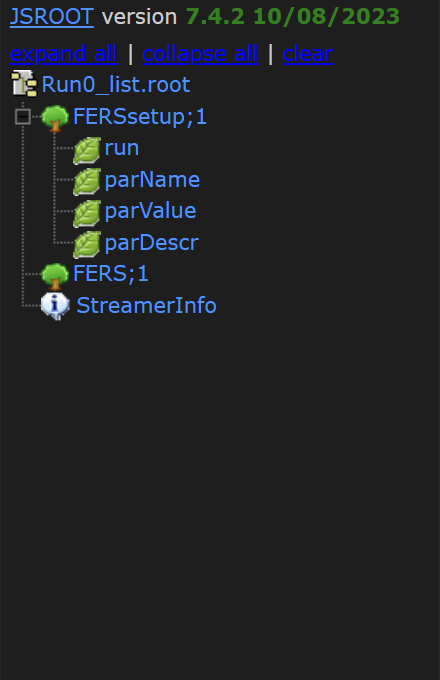 JSROOT version 7.4.2 10/08/2023
expand all | collapse all | clear
Run0_list.root
FERSsetup;1
run
parName
parValue
parDescr
FERS;1
StreamerInfo